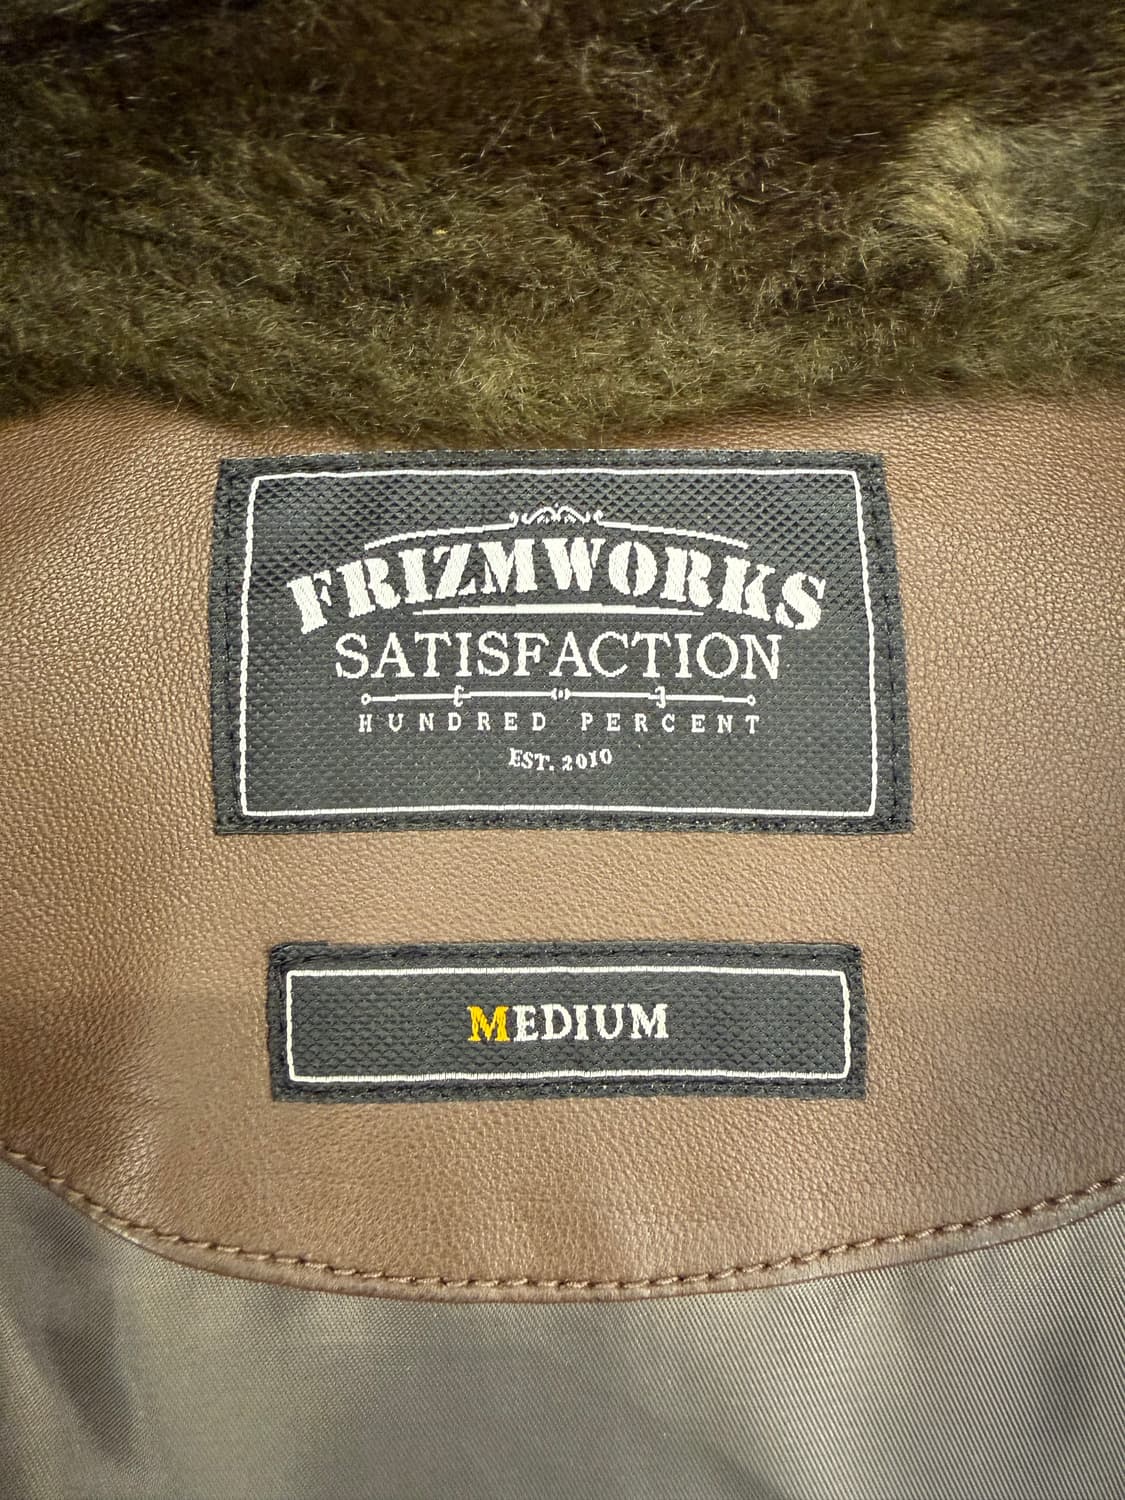 FRIZMWORKS
SATISFACTION
HUNDRED PERCENT
EST. 2010
MEDIUM